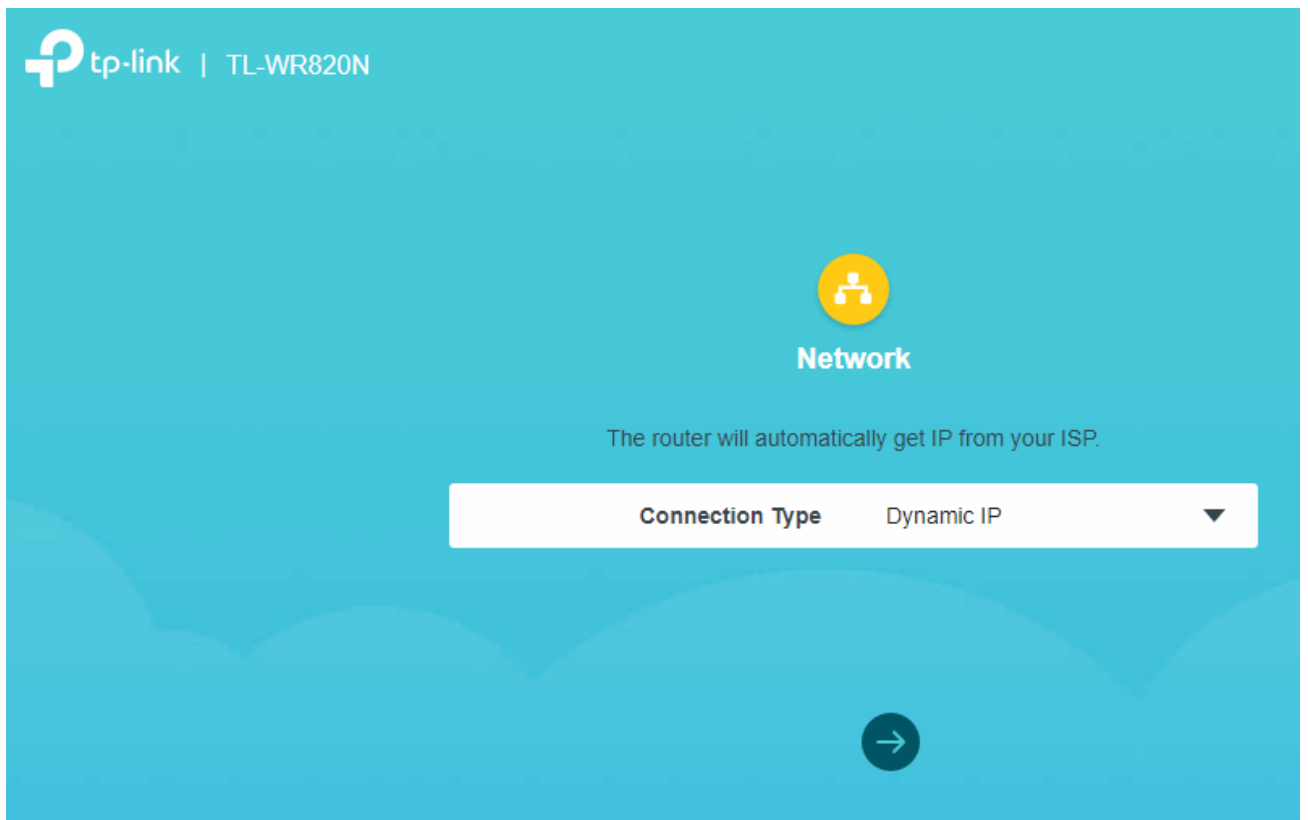 tp-link | TL-WR820N
Network
The router will automatically get IP from your ISP.
Connection Type Dynamic IP